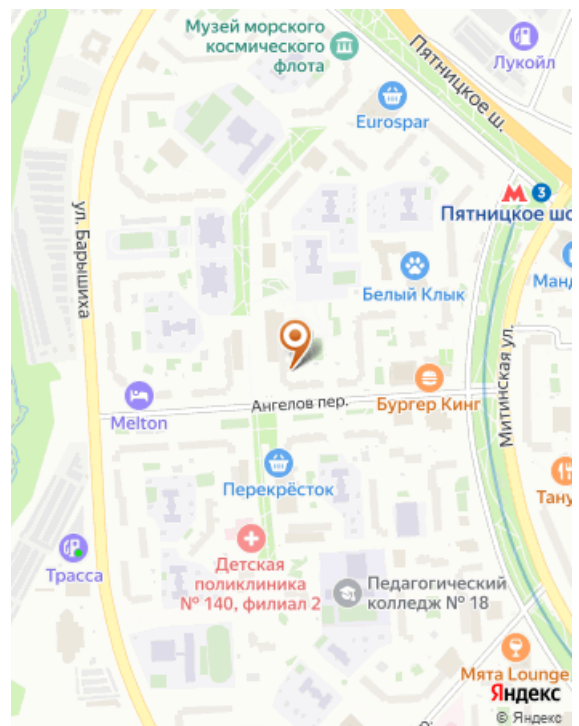 Музей морского
космического
флота
Лукойл
Пятницкое ш.
Eurospar
М 3
Пятницкое шо
ул. Барышиха
Белый Клык
Манд
Митинская ул.
Бургер Кинг
Ангелов пер.
Melton
Перекрёсток
Тану
Детская
поликлиника
№ 140, филиал 2
Трасса
Педагогический
колледж № 18
Мята Lounge
Яндекс
© Яндекс